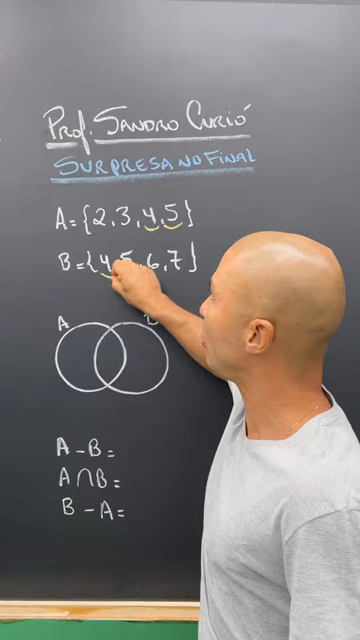 Prof. Sandro Curió
Surpresa no Final
A={2,3,4,5}
B={4,5,6,7}
A
A-B=
A∩B=
B-A=